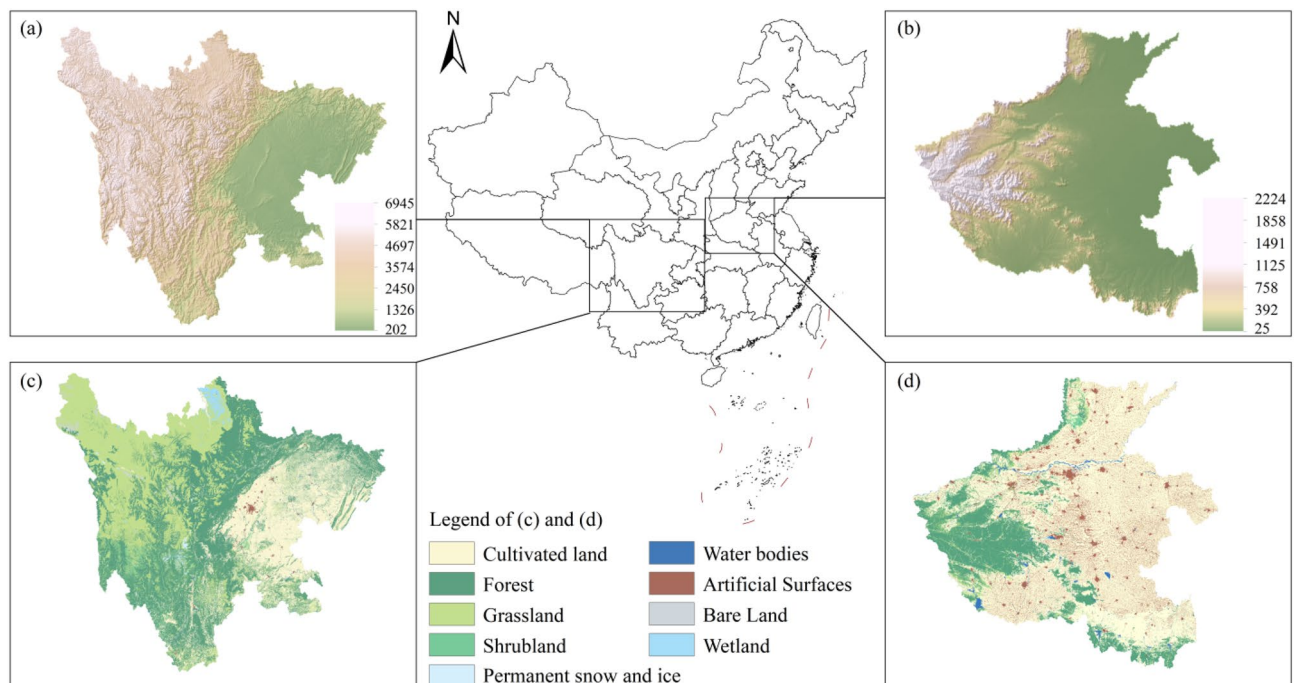 (a)
6945
5821
4697
3574
2450
1326
202
N
(b)
2224
1858
1491
1125
758
392
25
(c)
Legend of (c) and (d)
Cultivated land
Forest
Grassland
Shrubland
Permanent snow and ice
Water bodies
Artificial Surfaces
Bare Land
Wetland
(d)